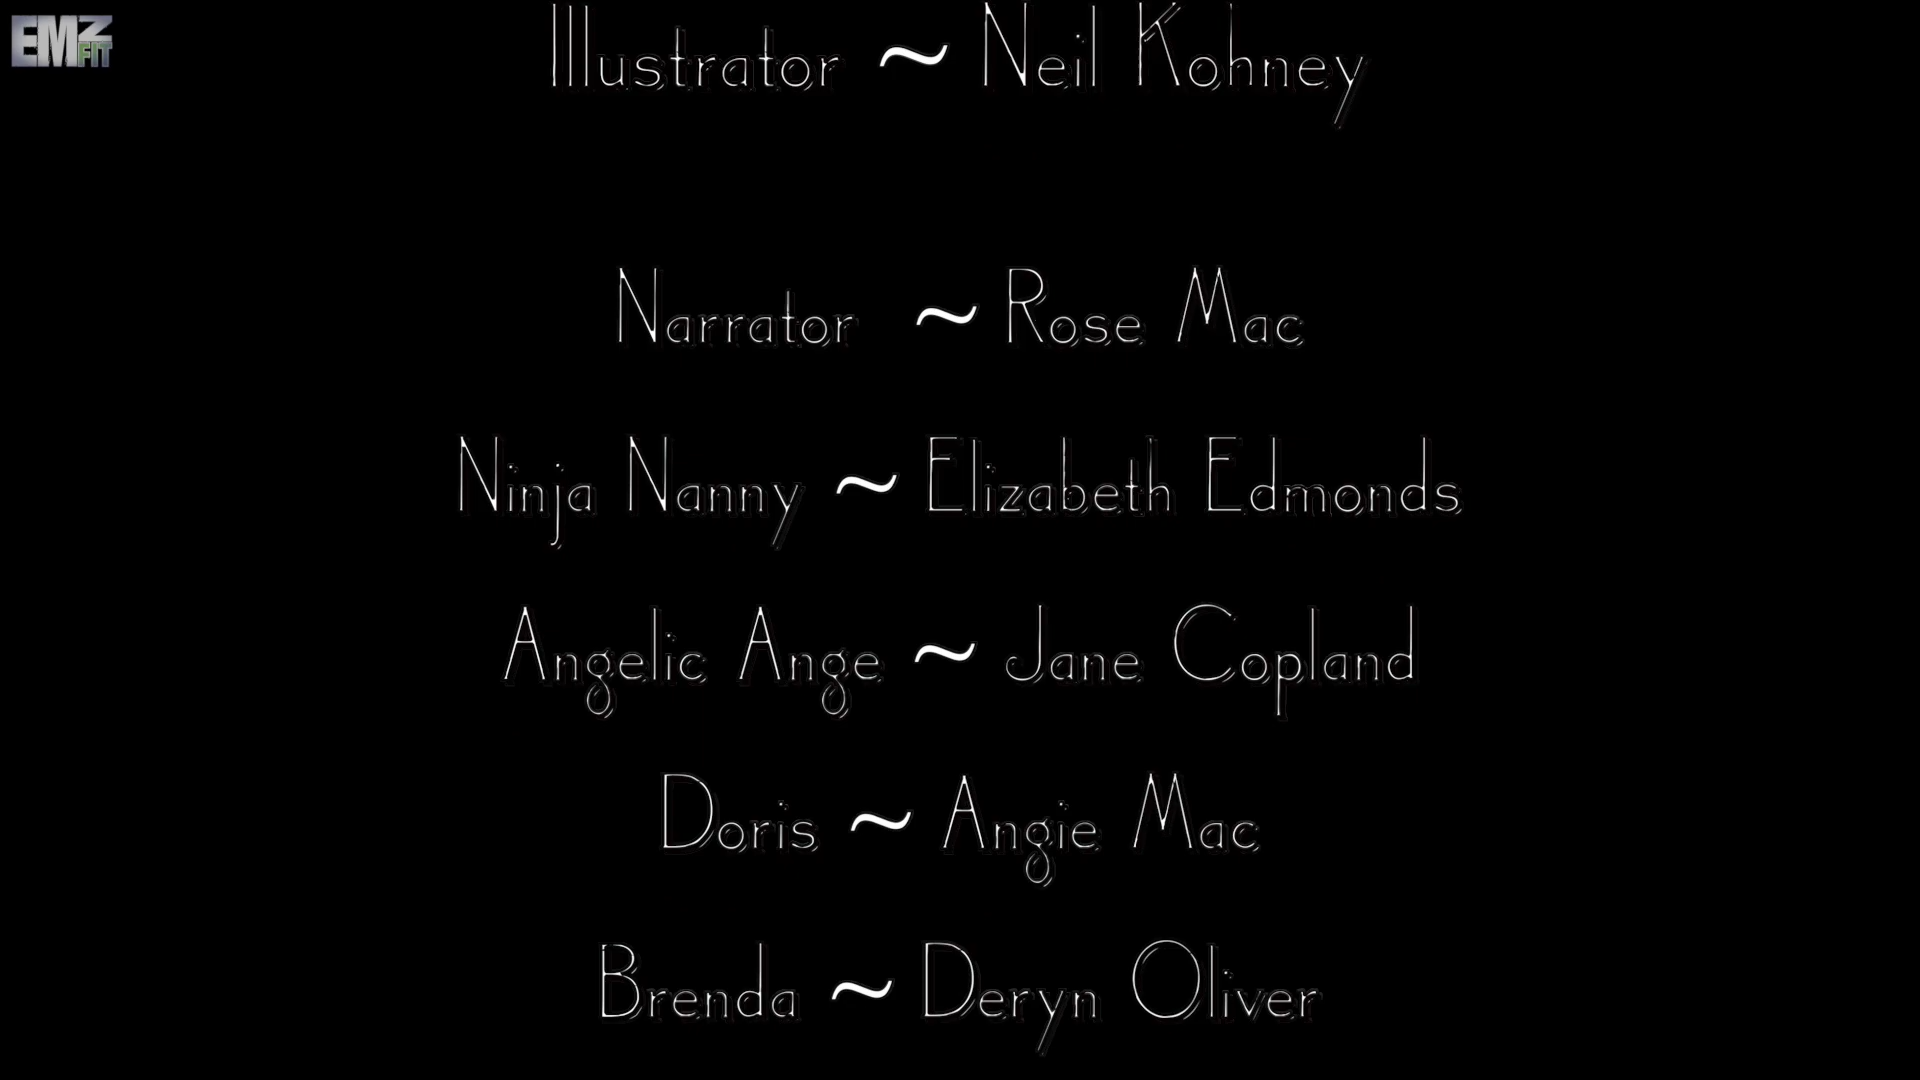 EMZ
FIT
Illustrator ~ Neil Kohney
Narrator ~ Rose Mac
Ninja Nanny ~ Elizabeth Edmonds
Angelic Ange ~ Jane Copland
Doris ~ Angie Mac
Brenda ~ Deryn Oliver